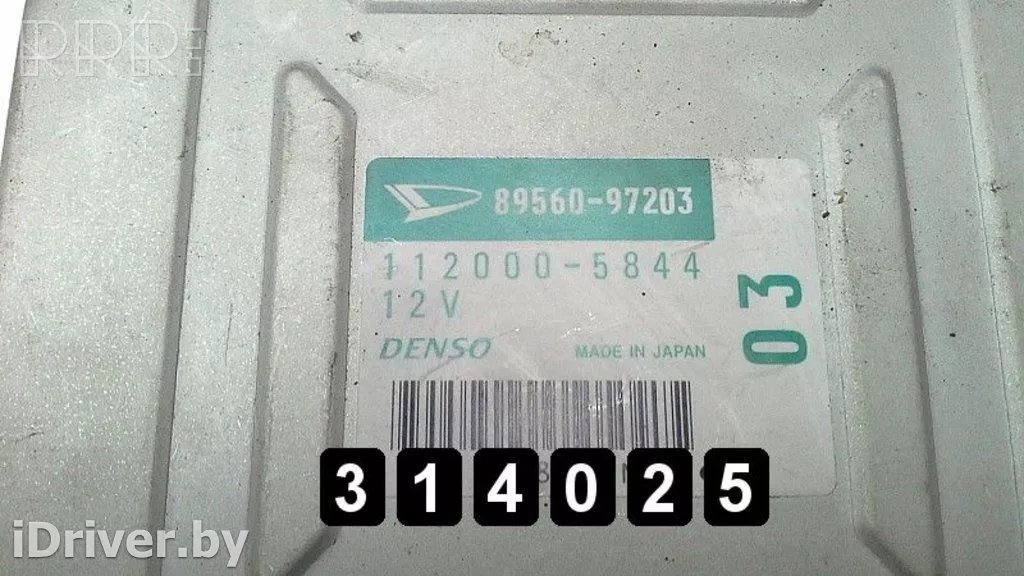 RRR
89560-97203
112000-5844
12V
03
DENSO MADE IN JAPAN
314025
iDriver.by